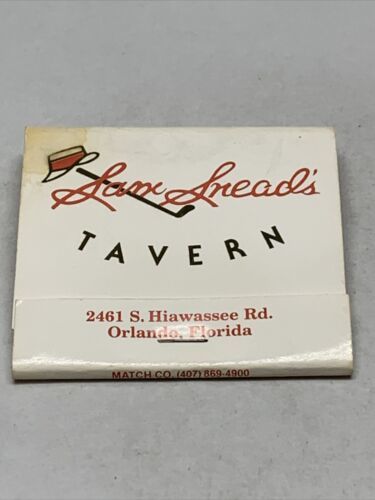 Sam Snead's
TAVERN
2461 S. Hiawassee Rd.
Orlando, Florida
MATCH CO. (407) 869-4900